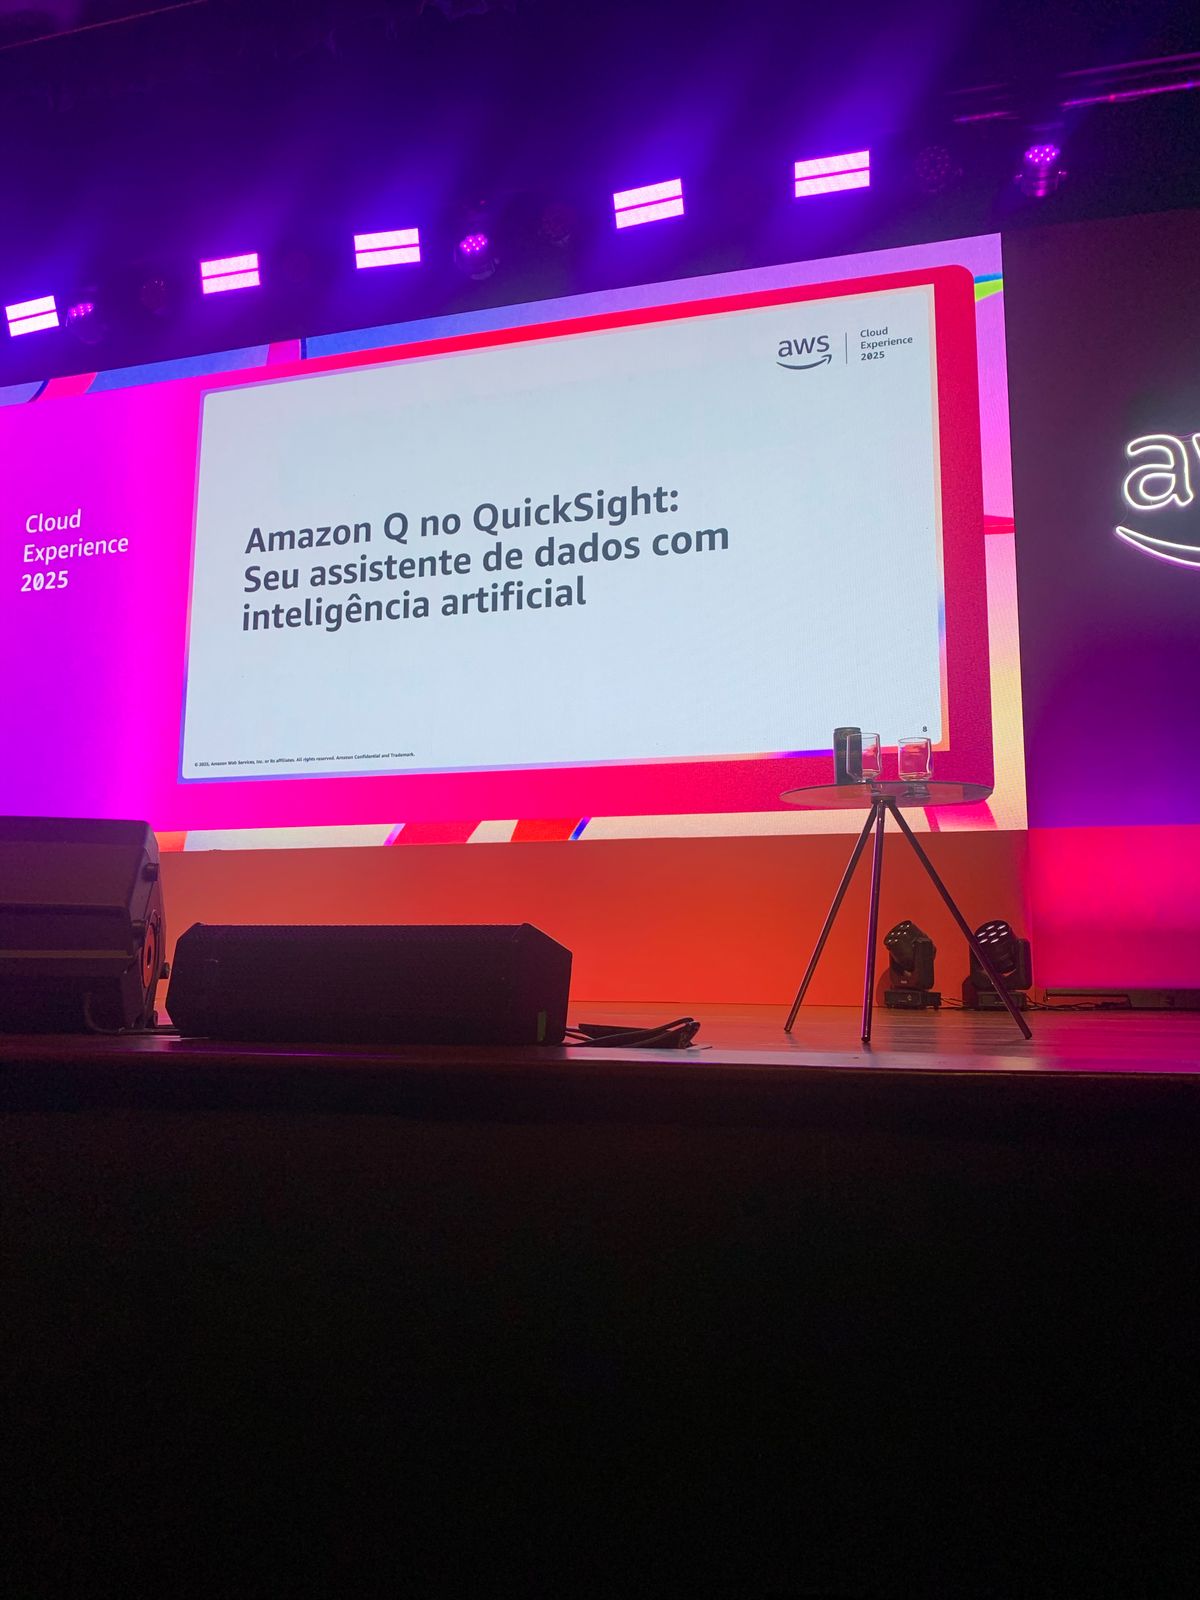 aws
Cloud
Experience
2025
Amazon Q no QuickSight:
Seu assistente de dados com
inteligência artificial
Cloud
Experience
2025
8
© 2025, Amazon Web Services, Inc. or its affiliates. All rights reserved. Amazon Confidential and Trademark.